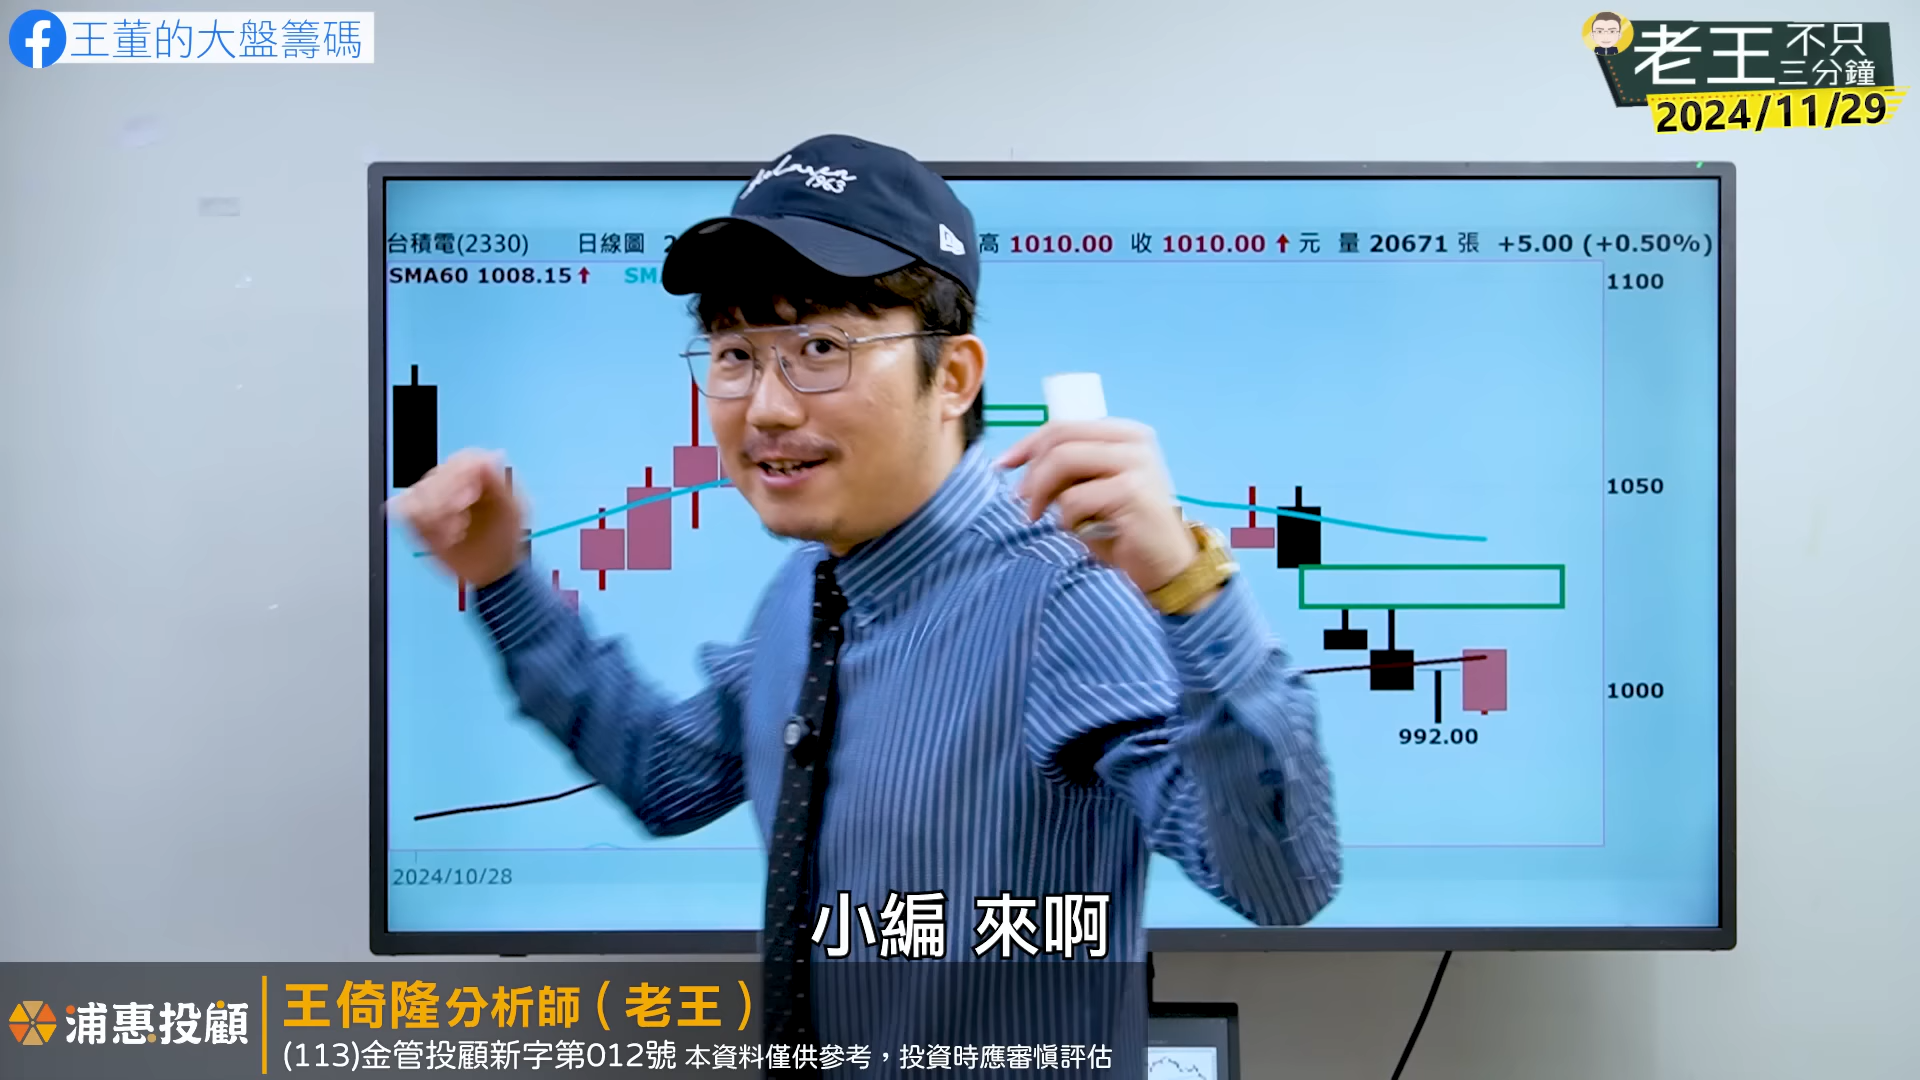 王董的大盤籌碼
老王 不只
三分鐘
2024/11/29
1963
台積電(2330) 日線圖 2 高 1010.00 收 1010.00 ↑ 元 量 20671 張 +5.00 (+0.50%)
SMA60 1008.15 ↑ SM
1100
1050
1000
992.00
2024/10/28
小編 來啊
浦惠投顧
王倚隆分析師(老王)
(113)金管投顧新字第012號 本資料僅供參考，投資時應審慎評估